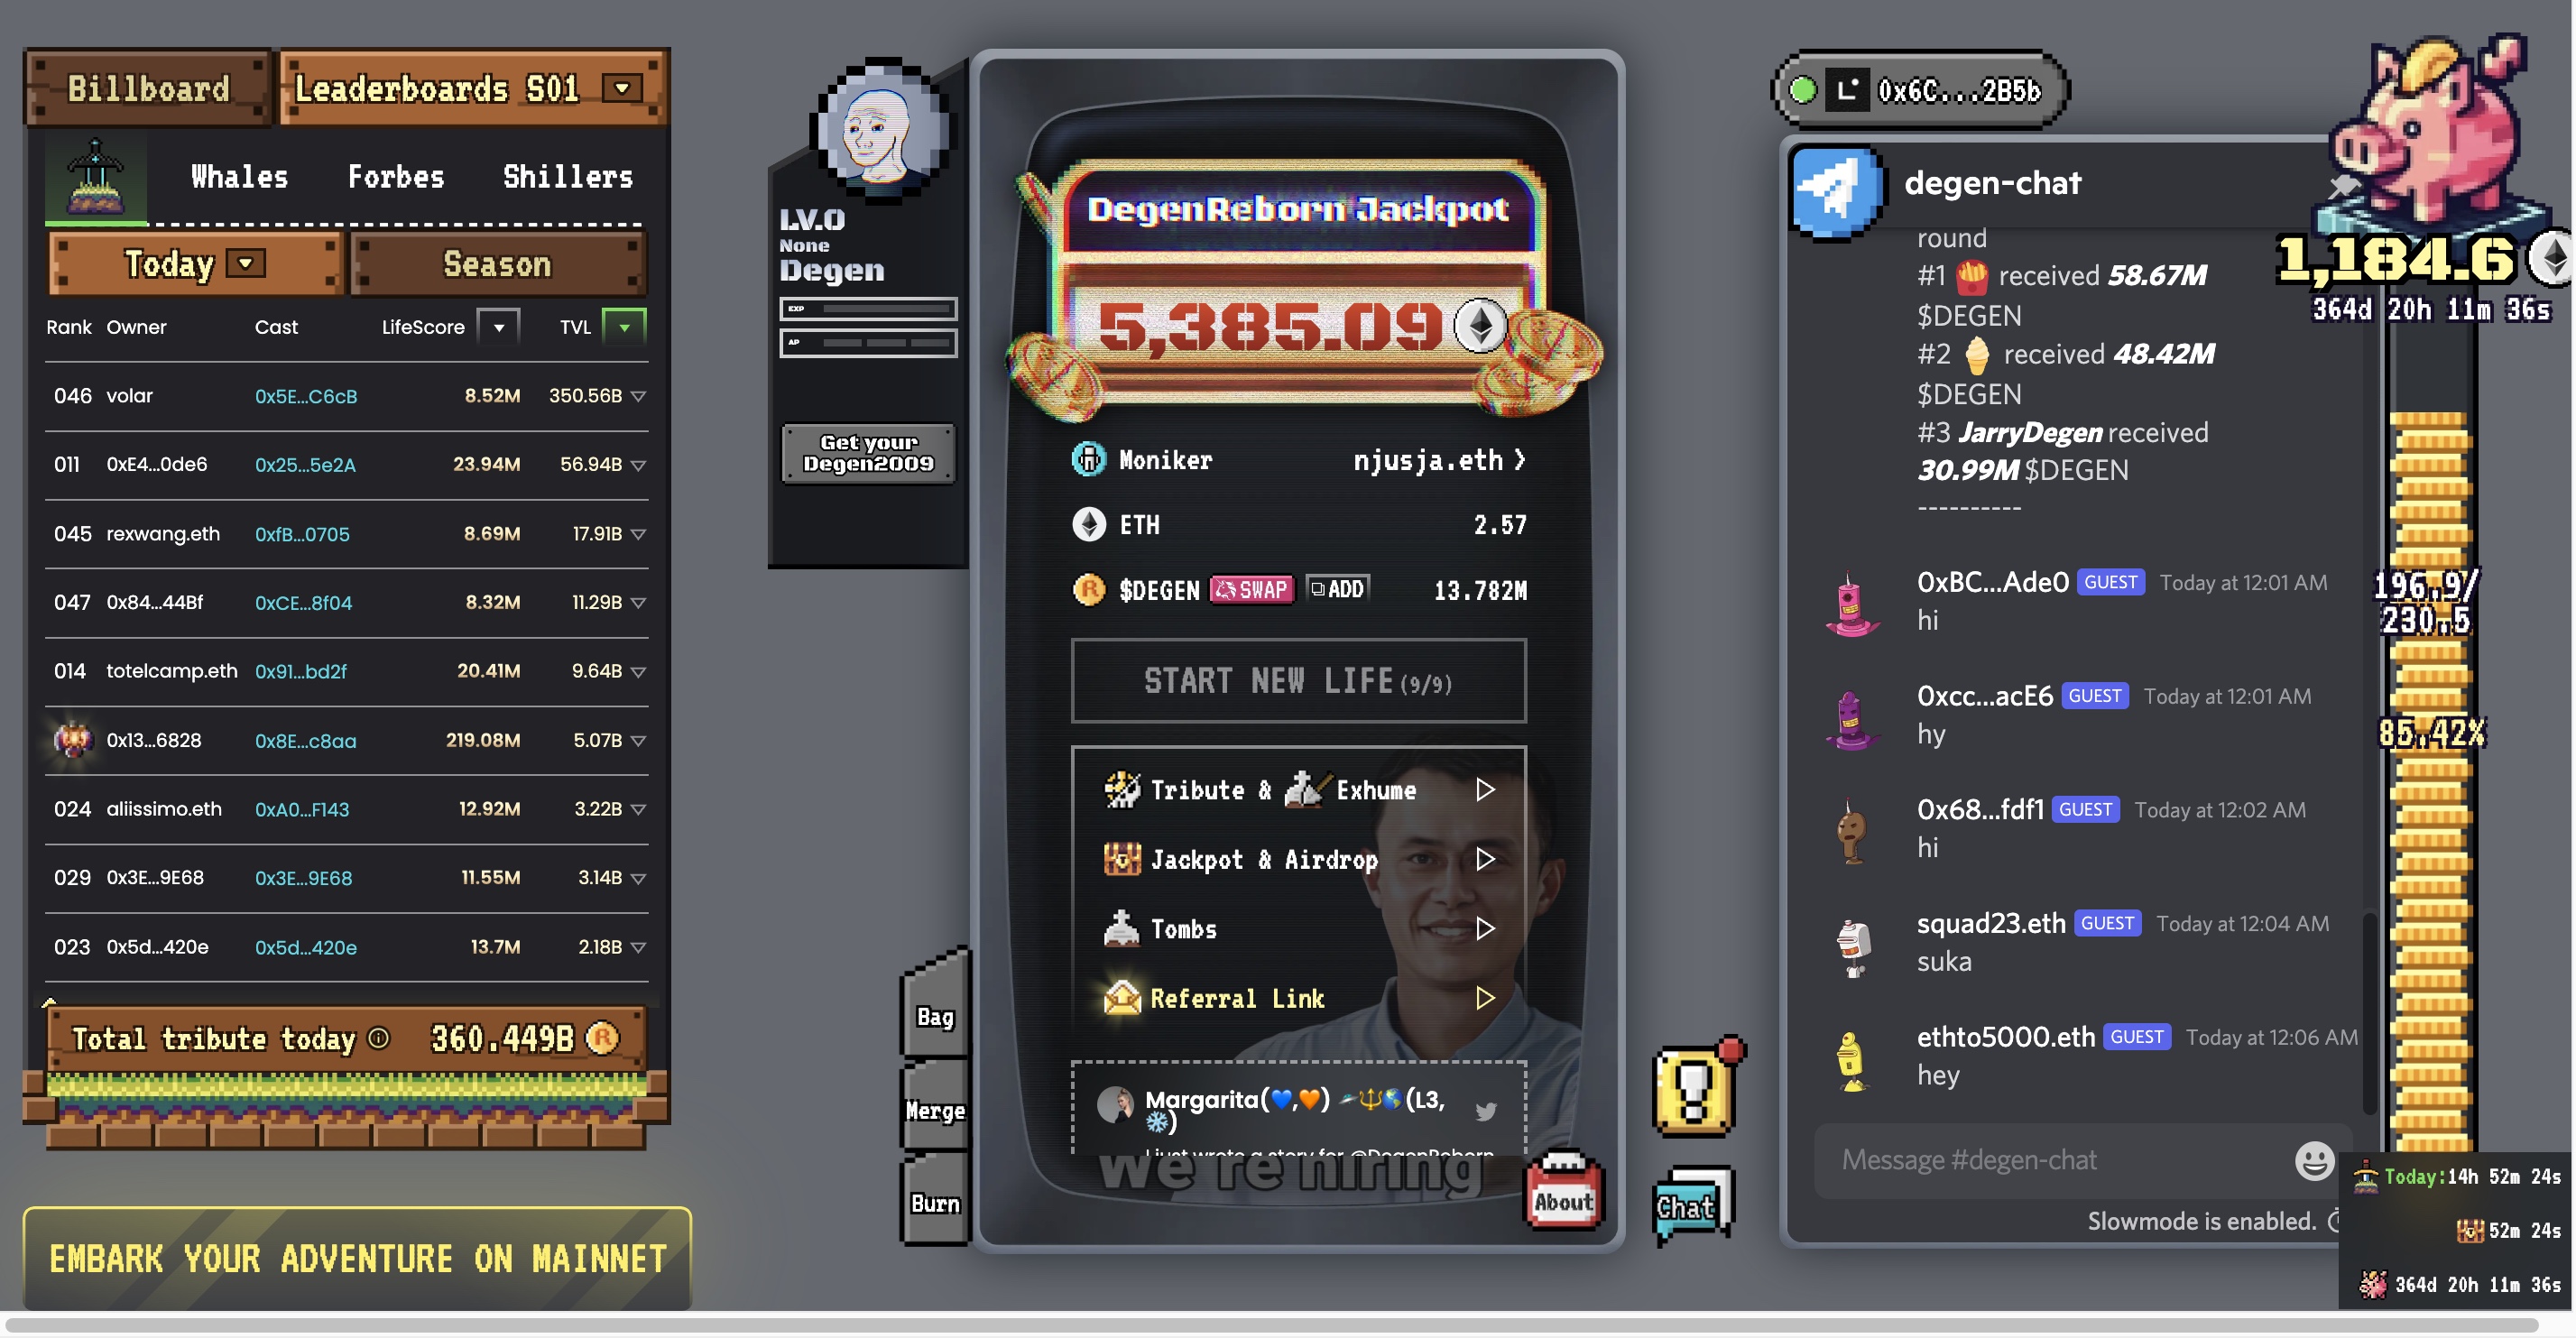 Billboard
Leaderboards S01
Whales Forbes Shillers
Today Season
Rank Owner Cast LifeScore TVL
046 volar 0x5E...C6cB 8.52M 350.56B
011 0xE4...0de6 0x25...5e2A 23.94M 56.94B
045 rexwang.eth 0xfB...0705 8.69M 17.91B
047 0x84...44Bf 0xCE...8f04 8.32M 11.29B
014 totelcamp.eth 0x91...bd2f 20.41M 9.64B
0x13...6828 0x8E...c8aa 219.08M 5.07B
024 aliissimo.eth 0xA0...F143 12.92M 3.22B
029 0x3E...9E68 0x3E...9E68 11.55M 3.14B
023 0x5d...420e 0x5d...420e 13.7M 2.18B
Total tribute today 360.449B R
EMBARK YOUR ADVENTURE ON MAINNET
LV.0
None
Degen
EXP
AP
Get your
Degen2009
Bag
Merge
Burn
DegenReborn Jackpot
5,385.09
Moniker njusja.eth >
ETH 2.57
R $DEGEN SWAP ADD 13.782M
START NEW LIFE (9/9)
Tribute & Exhume
Jackpot & Airdrop
Tombs
Referral Link
Margarita(💙,🧡) 🛸🔱🌎(L3,
❄️)
I just wrote a story for @DegenReborn
We're hiring
About
Chat
L 0x6C....2B5b
degen-chat
round
#1 🍟 received 58.67M
$DEGEN
#2 🍦 received 48.42M
$DEGEN
#3 JarryDegen received
30.99M $DEGEN
----------
0xBC...Ade0 GUEST Today at 12:01 AM
hi
0xcc...acE6 GUEST Today at 12:01 AM
hy
0x68...fdf1 GUEST Today at 12:02 AM
hi
squad23.eth GUEST Today at 12:04 AM
suka
ethto5000.eth GUEST Today at 12:06 AM
hey
Message #degen-chat
Slowmode is enabled.
1,184.6
364d 20h 11m 36s
196.9/
230.5
85.42%
Today:14h 52m 24s
52m 24s
364d 20h 11m 36s